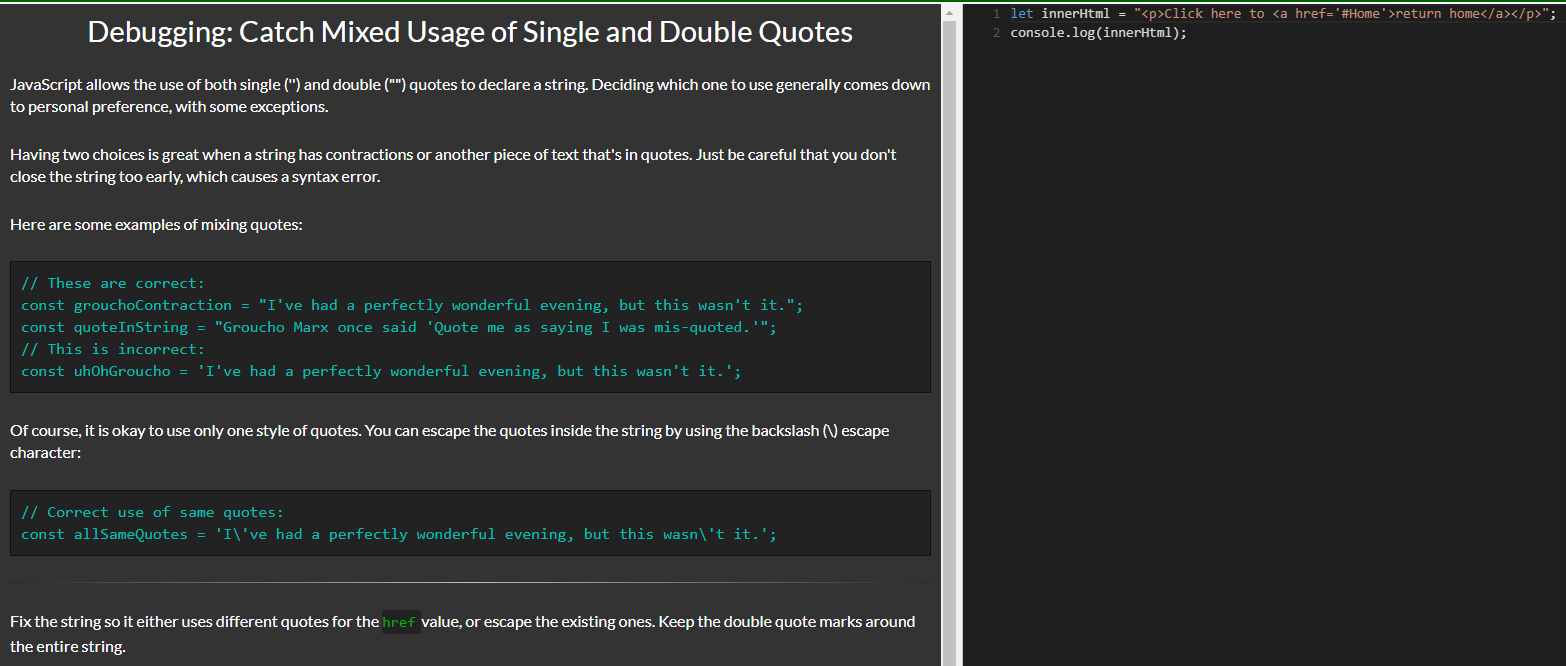 Debugging: Catch Mixed Usage of Single and Double Quotes
JavaScript allows the use of both single ('') and double ("") quotes to declare a string. Deciding which one to use generally comes down
to personal preference, with some exceptions.
Having two choices is great when a string has contractions or another piece of text that's in quotes. Just be careful that you don't
close the string too early, which causes a syntax error.
Here are some examples of mixing quotes:
// These are correct:
const grouchoContraction = "I've had a perfectly wonderful evening, but this wasn't it.";
const quoteInString = "Groucho Marx once said 'Quote me as saying I was mis-quoted.'";
// This is incorrect:
const uhOhGroucho = 'I've had a perfectly wonderful evening, but this wasn't it.';
Of course, it is okay to use only one style of quotes. You can escape the quotes inside the string by using the backslash (\) escape
character:
// Correct use of same quotes:
const allSameQuotes = 'I\'ve had a perfectly wonderful evening, but this wasn\'t it.';
Fix the string so it either uses different quotes for the href value, or escape the existing ones. Keep the double quote marks around
the entire string.
1 let innerHtml = "<p>Click here to <a href='#Home'>return home</a></p>";
2 console.log(innerHtml);